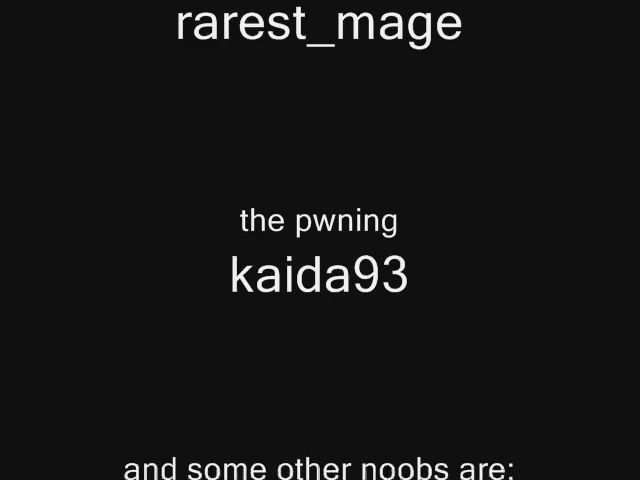 rarest_mage
the pwning
kaida93
and some other noobs are: